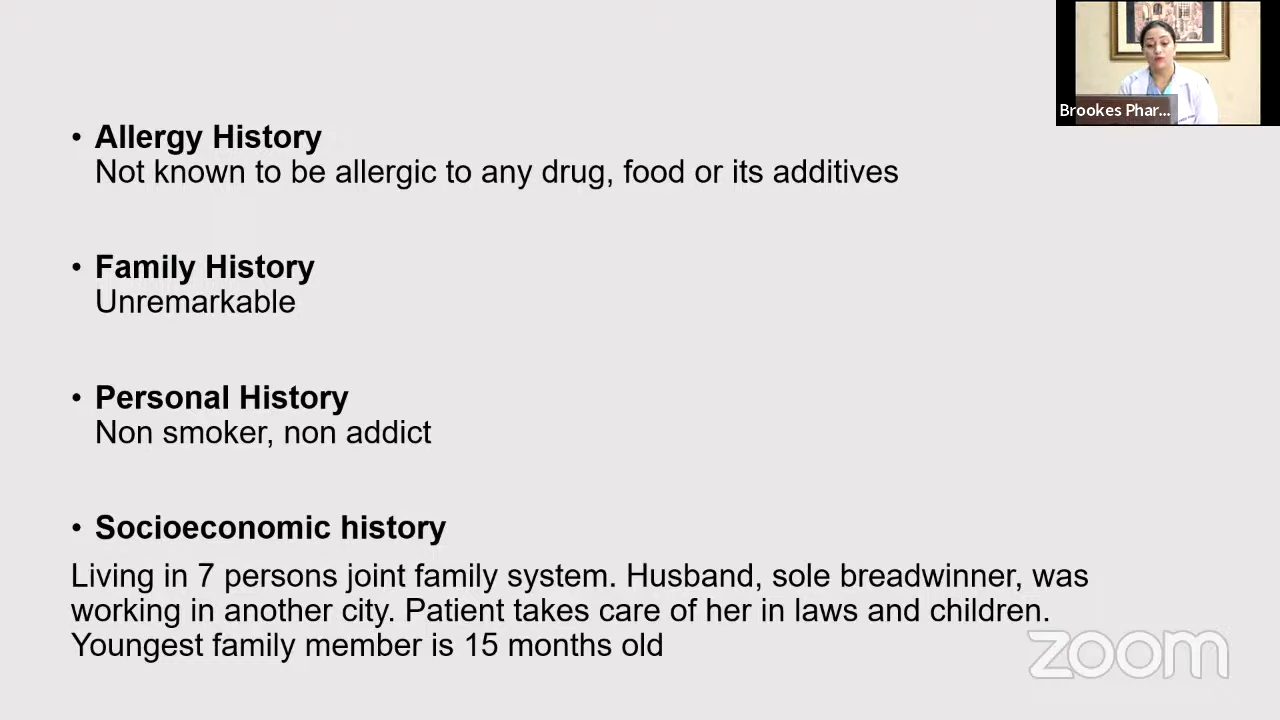 Brookes Phar...
• Allergy History
Not known to be allergic to any drug, food or its additives
• Family History
Unremarkable
• Personal History
Non smoker, non addict
• Socioeconomic history
Living in 7 persons joint family system. Husband, sole breadwinner, was
working in another city. Patient takes care of her in laws and children.
Youngest family member is 15 months old
zoom